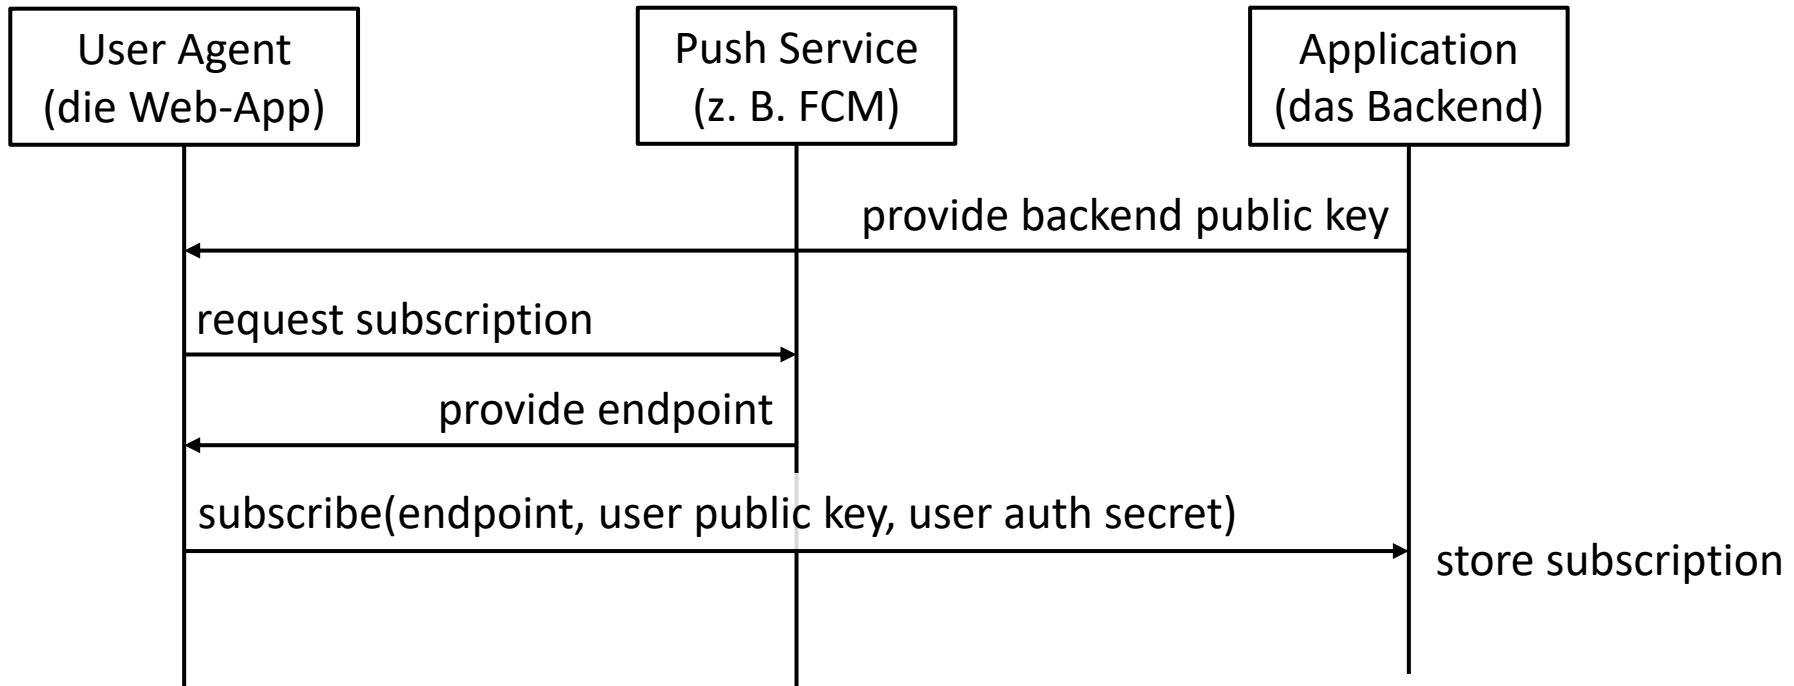 User Agent
(die Web-App)
Push Service
(z. B. FCM)
Application
(das Backend)
provide backend public key
request subscription
provide endpoint
subscribe(endpoint, user public key, user auth secret)
store subscription